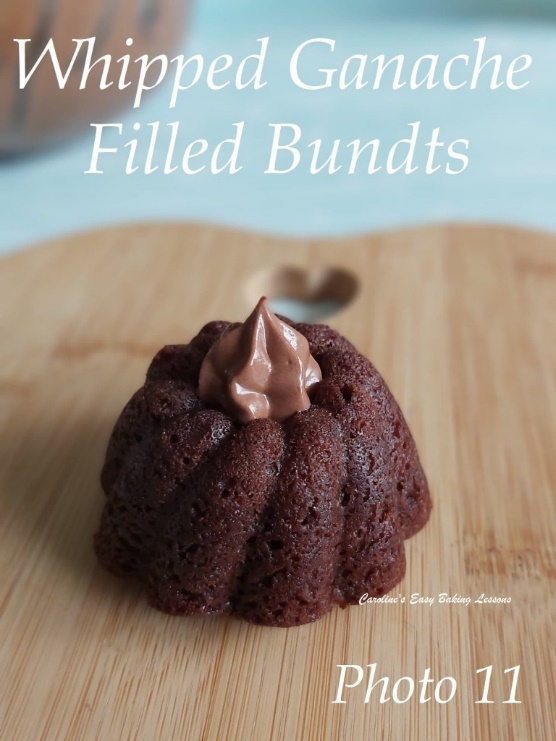 Whipped Ganache
Filled Bundts
Caroline's Easy Baking Lessons
Photo 11